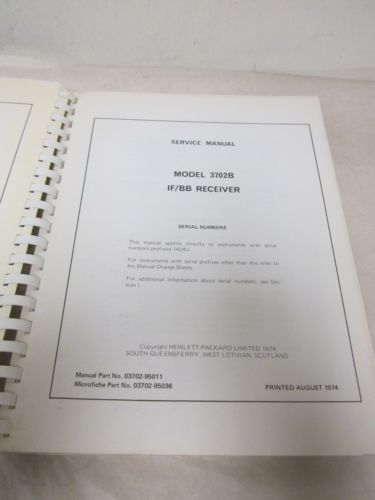 SERVICE MANUAL
MODEL 3702B
IF/BB RECEIVER
SERIAL NUMBERS
This manual applies directly to instruments with serial
numbers prefixed 1424U.
For instruments with serial prefixes other than this refer to
the Manual Change Sheets.
For additional information about serial numbers, see Sec-
tion I.
Copyright HEWLETT-PACKARD LIMITED 1974
SOUTH QUEENSFERRY, WEST LOTHIAN, SCOTLAND
Manual Part No. 03702-95011
Microfiche Part No. 03702-95036
PRINTED AUGUST 1974